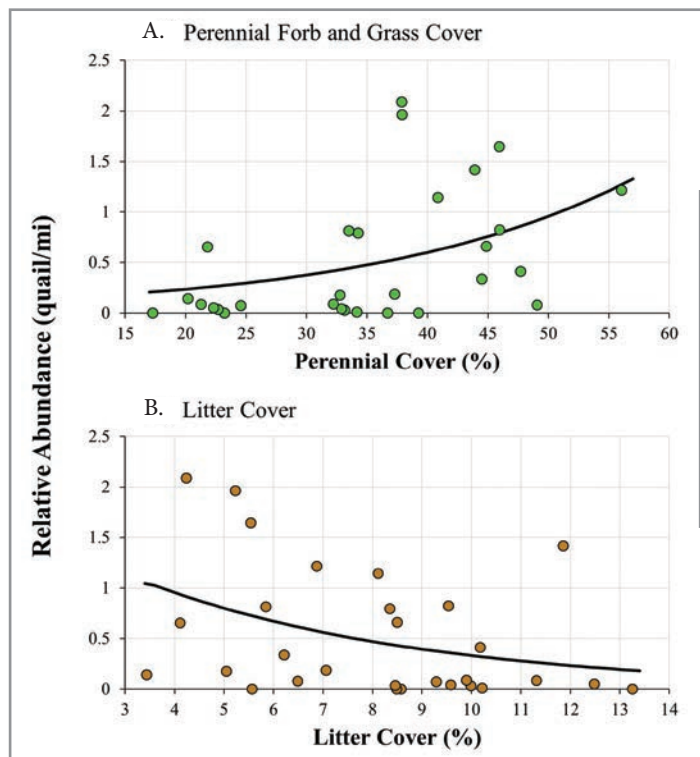 A. Perennial Forb and Grass Cover
2.5
2
1.5
1
0.5
0
15 20 25 30 35 40 45 50 55 60
Perennial Cover (%)
Relative Abundance (quail/mi)
B. Litter Cover
2.5
2
1.5
1
0.5
0
3 4 5 6 7 8 9 10 11 12 13 14
Litter Cover (%)